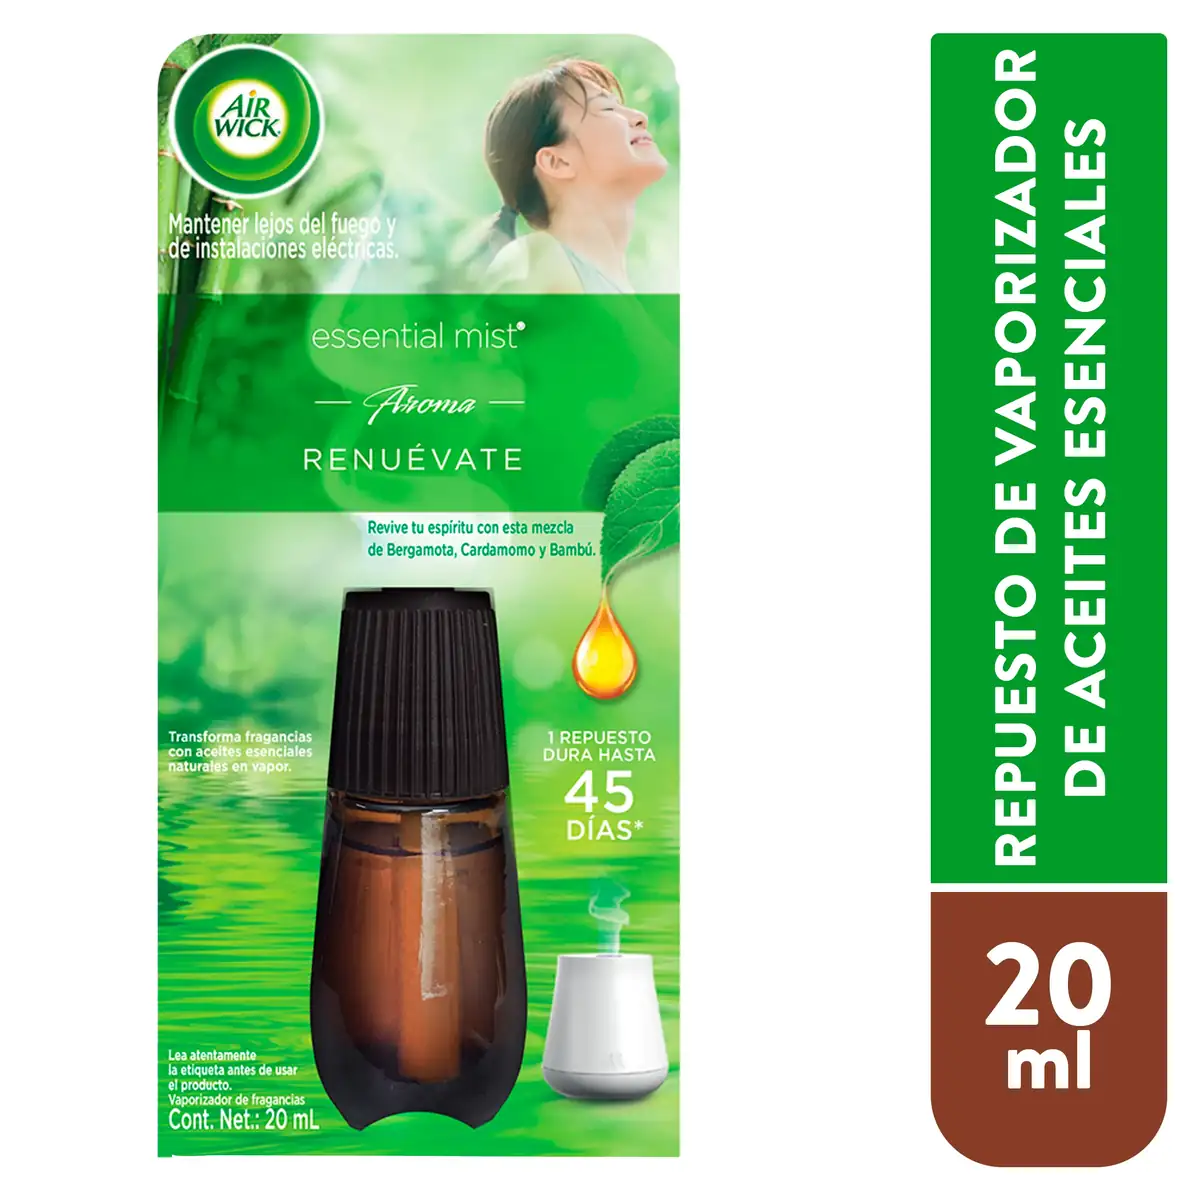 AIR
WICK
Mantener lejos del fuego y
de instalaciones eléctricas.
essential mist®
Aroma
RENUÉVATE
Revive tu espíritu con esta mezcla
de Bergamota, Cardamomo y Bambú.
Transforma fragancias
con aceites esenciales
naturales en vapor.
1 REPUESTO
DURA HASTA
45
DÍAS*
Lea atentamente
la etiqueta antes de usar
el producto.
Vaporizador de fragancias
Cont. Net.: 20 mL
REPUESTO DE VAPORIZADOR
DE ACEITES ESENCIALES
20
ml